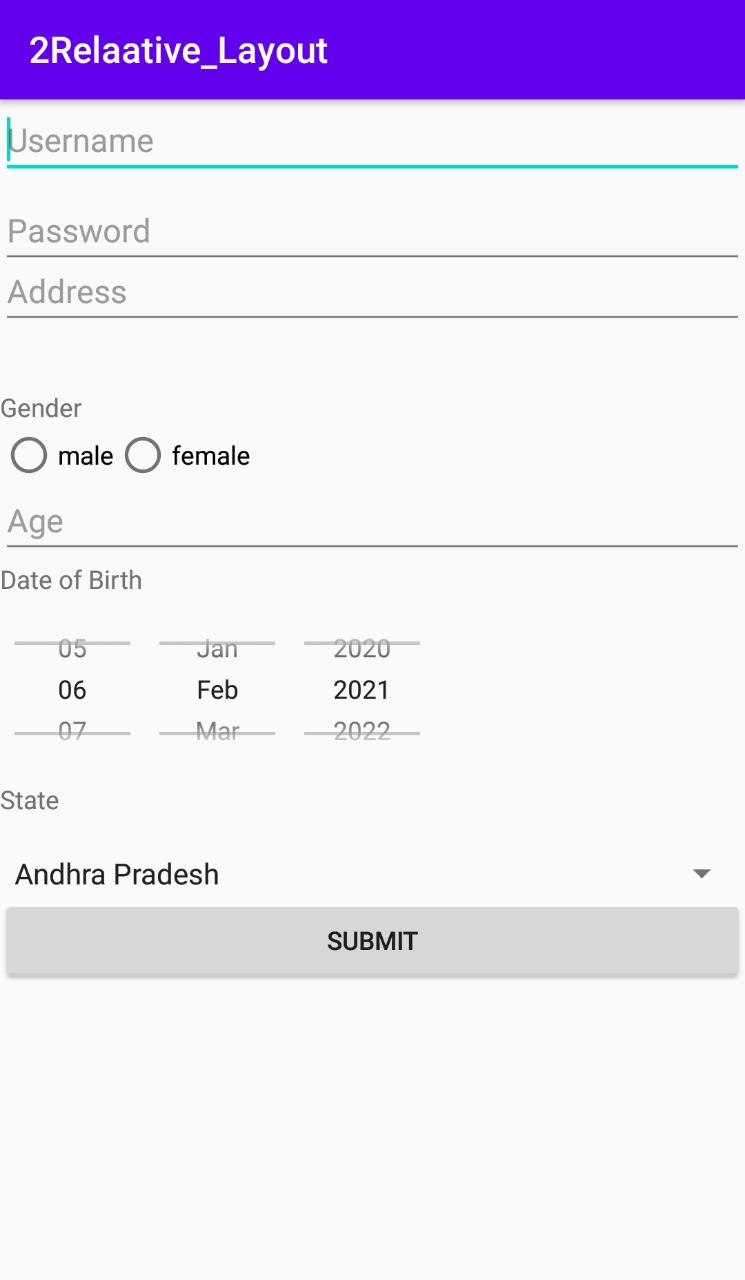 2Relaative_Layout
Username
Password
Address
Gender
male female
Age
Date of Birth
05 Jan 2020
06 Feb 2021
07 Mar 2022
State
Andhra Pradesh
SUBMIT